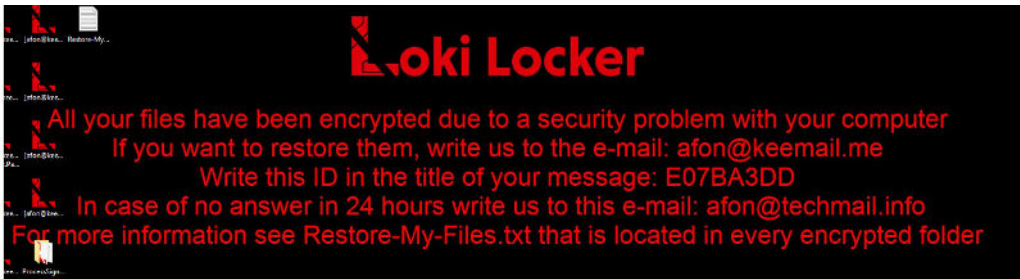 Restore-My...
Loki Locker
All your files have been encrypted due to a security problem with your computer
If you want to restore them, write us to the e-mail: afon@keemail.me
Write this ID in the title of your message: E07BA3DD
In case of no answer in 24 hours write us to this e-mail: afon@techmail.info
For more information see Restore-My-Files.txt that is located in every encrypted folder